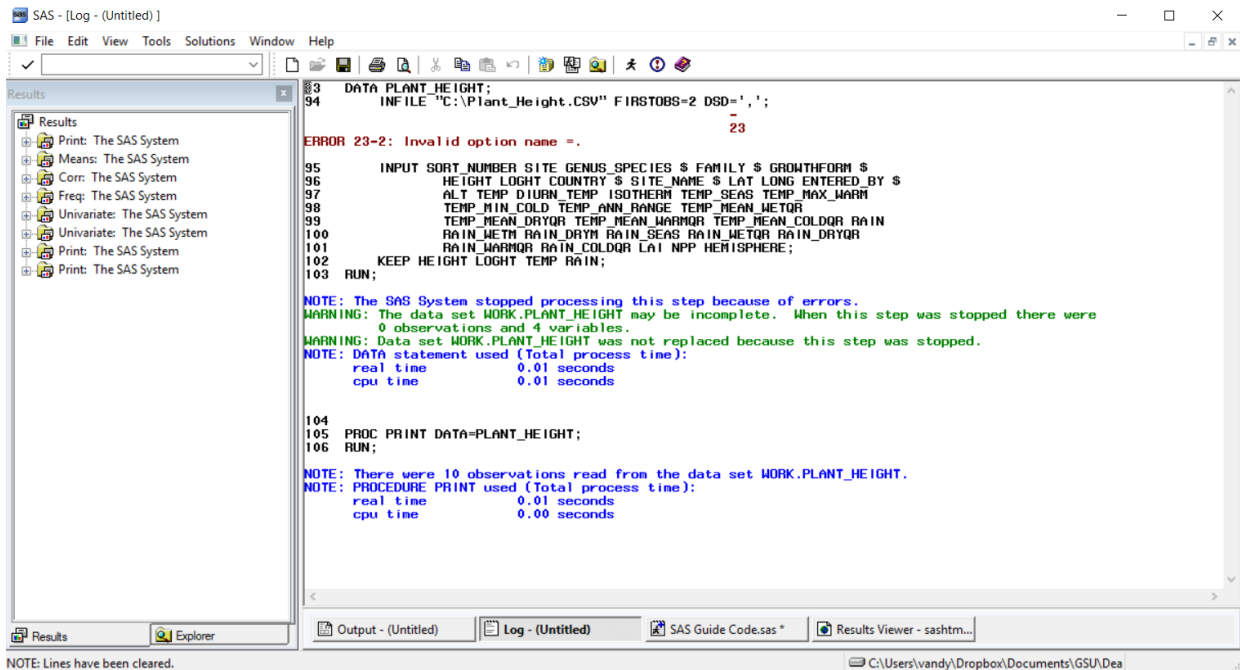 SAS - [Log - (Untitled) ]
File Edit View Tools Solutions Window Help
Results
Results
Print: The SAS System
Means: The SAS System
Corr: The SAS System
Freq: The SAS System
Univariate: The SAS System
Univariate: The SAS System
Print: The SAS System
Print: The SAS System
93 DATA PLANT_HEIGHT;
94 INFILE "C:\Plant_Height.CSV" FIRSTOBS=2 DSD=',';
-
23
ERROR 23-2: Invalid option name =.
95 INPUT SORT_NUMBER SITE GENUS_SPECIES $ FAMILY $ GROWTHFORM $
96 HEIGHT LOGHT COUNTRY $ SITE_NAME $ LAT LONG ENTERED_BY $
97 ALT TEMP DIURN_TEMP ISOTHERM TEMP_SEAS TEMP_MAX_WARM
98 TEMP_MIN_COLD TEMP_ANN_RANGE TEMP_MEAN_WETQR
99 TEMP_MEAN_DRYQR TEMP_MEAN_WARMQR TEMP_MEAN_COLDQR RAIN
100 RAIN_WETM RAIN_DRYM RAIN_SEAS RAIN_WETQR RAIN_DRYQR
101 RAIN_WARMQR RAIN_COLDQR LAI NPP HEMISPHERE;
102 KEEP HEIGHT LOGHT TEMP RAIN;
103 RUN;
NOTE: The SAS System stopped processing this step because of errors.
WARNING: The data set WORK.PLANT_HEIGHT may be incomplete. When this step was stopped there were
0 observations and 4 variables.
WARNING: Data set WORK.PLANT_HEIGHT was not replaced because this step was stopped.
NOTE: DATA statement used (Total process time):
real time 0.01 seconds
cpu time 0.01 seconds
104
105 PROC PRINT DATA=PLANT_HEIGHT;
106 RUN;
NOTE: There were 10 observations read from the data set WORK.PLANT_HEIGHT.
NOTE: PROCEDURE PRINT used (Total process time):
real time 0.01 seconds
cpu time 0.00 seconds
Results Explorer
Output - (Untitled) Log - (Untitled) SAS Guide Code.sas * Results Viewer - sashtm...
NOTE: Lines have been cleared.
C:\Users\vandy\Dropbox\Documents\GSU\Dea